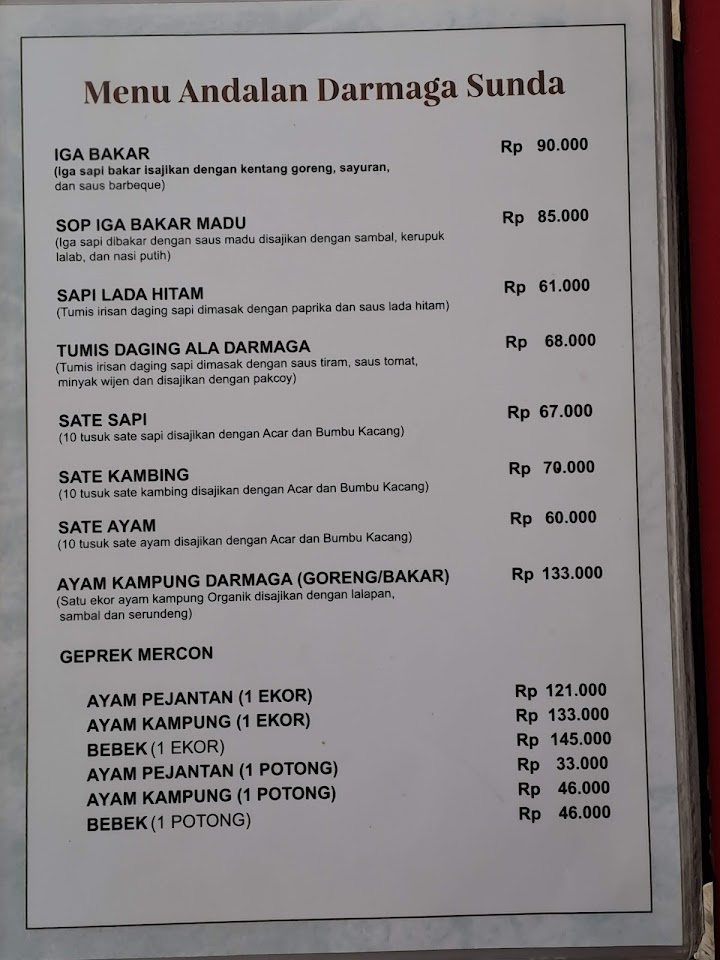 Menu Andalan Darmaga Sunda
IGA BAKAR Rp 90.000
(Iga sapi bakar isajikan dengan kentang goreng, sayuran,
dan saus barbeque)
SOP IGA BAKAR MADU Rp 85.000
(Iga sapi dibakar dengan saus madu disajikan dengan sambal, kerupuk
lalab, dan nasi putih)
SAPI LADA HITAM Rp 61.000
(Tumis irisan daging sapi dimasak dengan paprika dan saus lada hitam)
TUMIS DAGING ALA DARMAGA Rp 68.000
(Tumis irisan daging sapi dimasak dengan saus tiram, saus tomat,
minyak wijen dan disajikan dengan pakcoy)
SATE SAPI Rp 67.000
(10 tusuk sate sapi disajikan dengan Acar dan Bumbu Kacang)
SATE KAMBING Rp 70.000
(10 tusuk sate kambing disajikan dengan Acar dan Bumbu Kacang)
SATE AYAM Rp 60.000
(10 tusuk sate ayam disajikan dengan Acar dan Bumbu Kacang)
AYAM KAMPUNG DARMAGA (GORENG/BAKAR) Rp 133.000
(Satu ekor ayam kampung Organik disajikan dengan lalapan,
sambal dan serundeng)
GEPREK MERCON
AYAM PEJANTAN (1 EKOR) Rp 121.000
AYAM KAMPUNG (1 EKOR) Rp 133.000
BEBEK (1 EKOR) Rp 145.000
AYAM PEJANTAN (1 POTONG) Rp 33.000
AYAM KAMPUNG (1 POTONG) Rp 46.000
BEBEK (1 POTONG) Rp 46.000